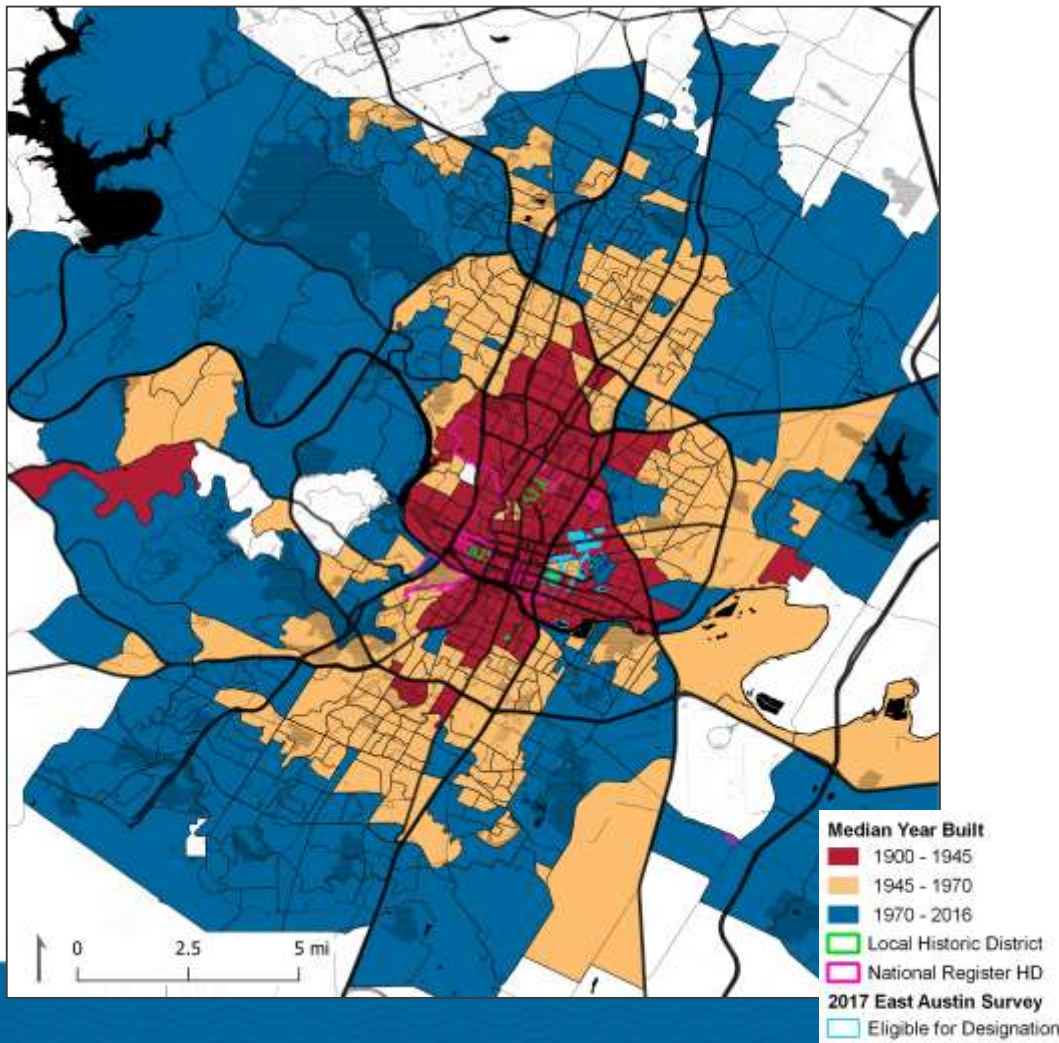 0 2.5 5 mi
Median Year Built
1900 - 1945
1945 - 1970
1970 - 2016
Local Historic District
National Register HD
2017 East Austin Survey
Eligible for Designation